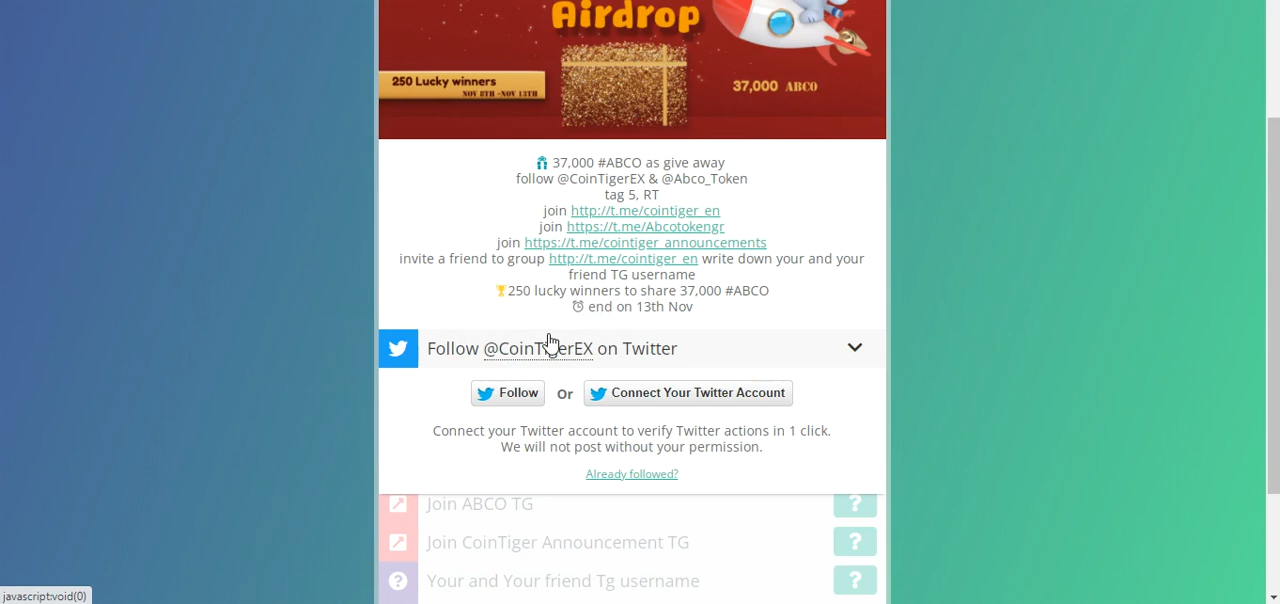 Airdrop
250 Lucky winners
NOV 8TH -NOV 13TH
37,000 ABCO
37,000 #ABCO as give away
follow @CoinTigerEX & @Abco_Token
tag 5, RT
join http://t.me/cointiger_en
join https://t.me/Abcotokengr
join https://t.me/cointiger_announcements
invite a friend to group http://t.me/cointiger_en write down your and your
friend TG username
🏆250 lucky winners to share 37,000 #ABCO
⏰ end on 13th Nov
Follow @CoinTigerEX on Twitter
Follow Or Connect Your Twitter Account
Connect your Twitter account to verify Twitter actions in 1 click.
We will not post without your permission.
Already followed?
Join ABCO TG ?
Join CoinTiger Announcement TG ?
? Your and Your friend Tg username ?
javascript:void(0)